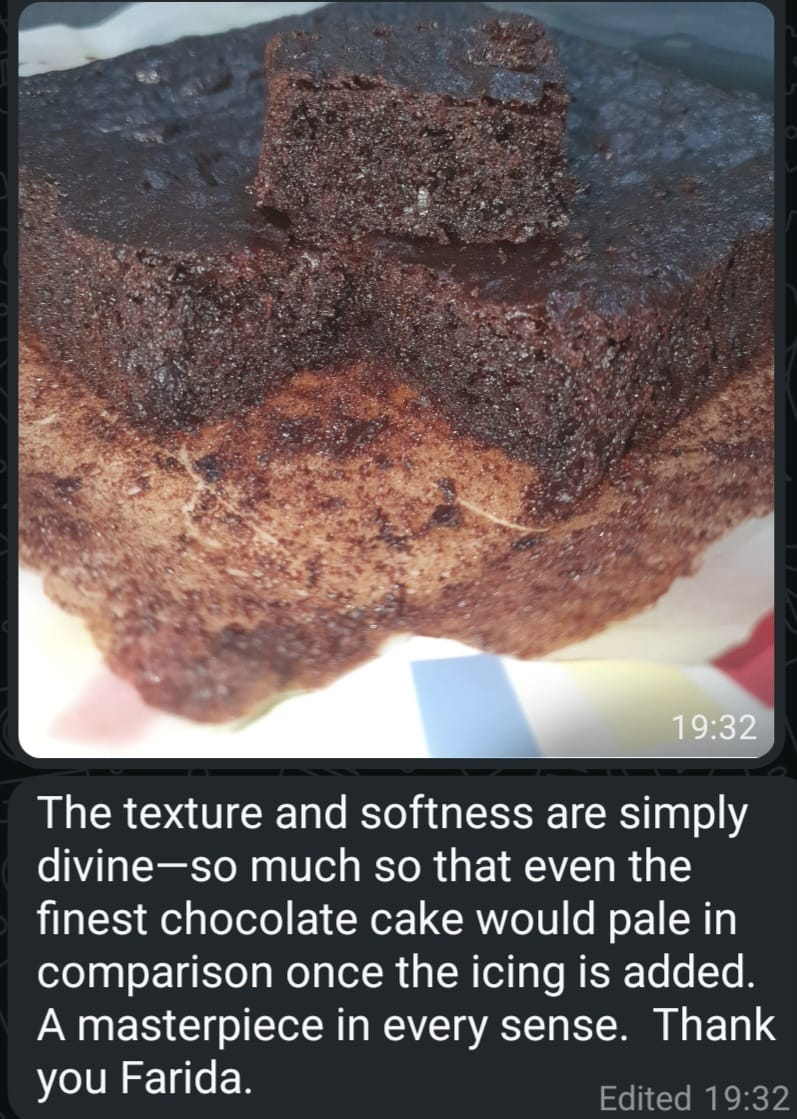 19:32
The texture and softness are simply
divine—so much so that even the
finest chocolate cake would pale in
comparison once the icing is added.
A masterpiece in every sense.  Thank
you Farida.
Edited 19:32